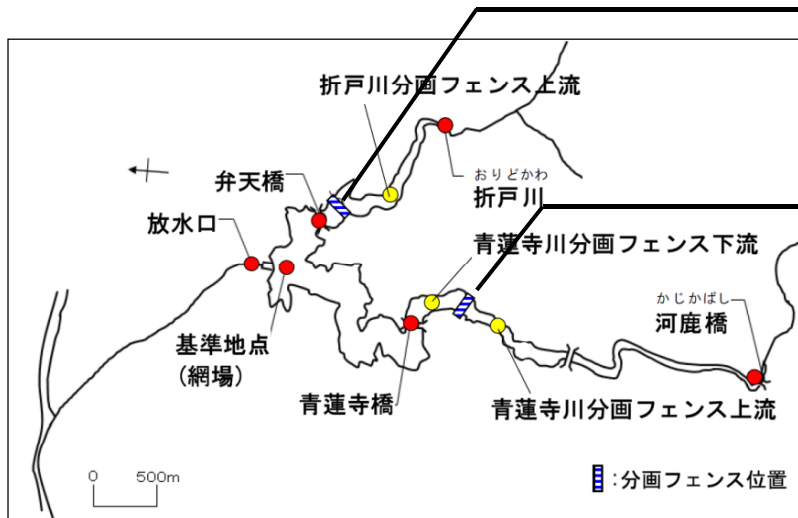 折戸川分画フェンス上流
おりどかわ
折戸川
弁天橋
放水口
青蓮寺川分画フェンス下流
かじかばし
河鹿橋
基準地点
(網場)
青蓮寺橋
青蓮寺川分画フェンス上流
0 500m
:分画フェンス位置